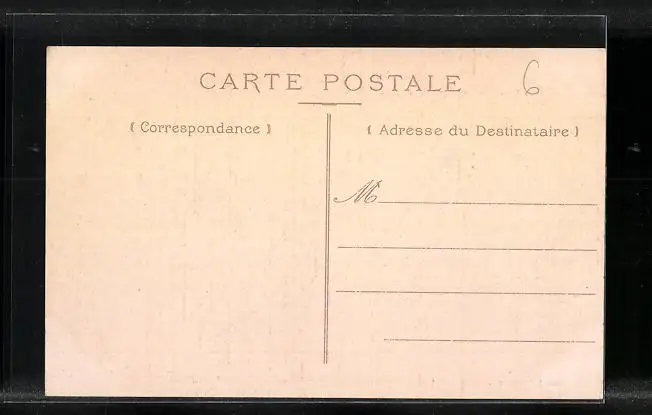 CARTE POSTALE
6
( Correspondance )
( Adresse du Destinataire )
M